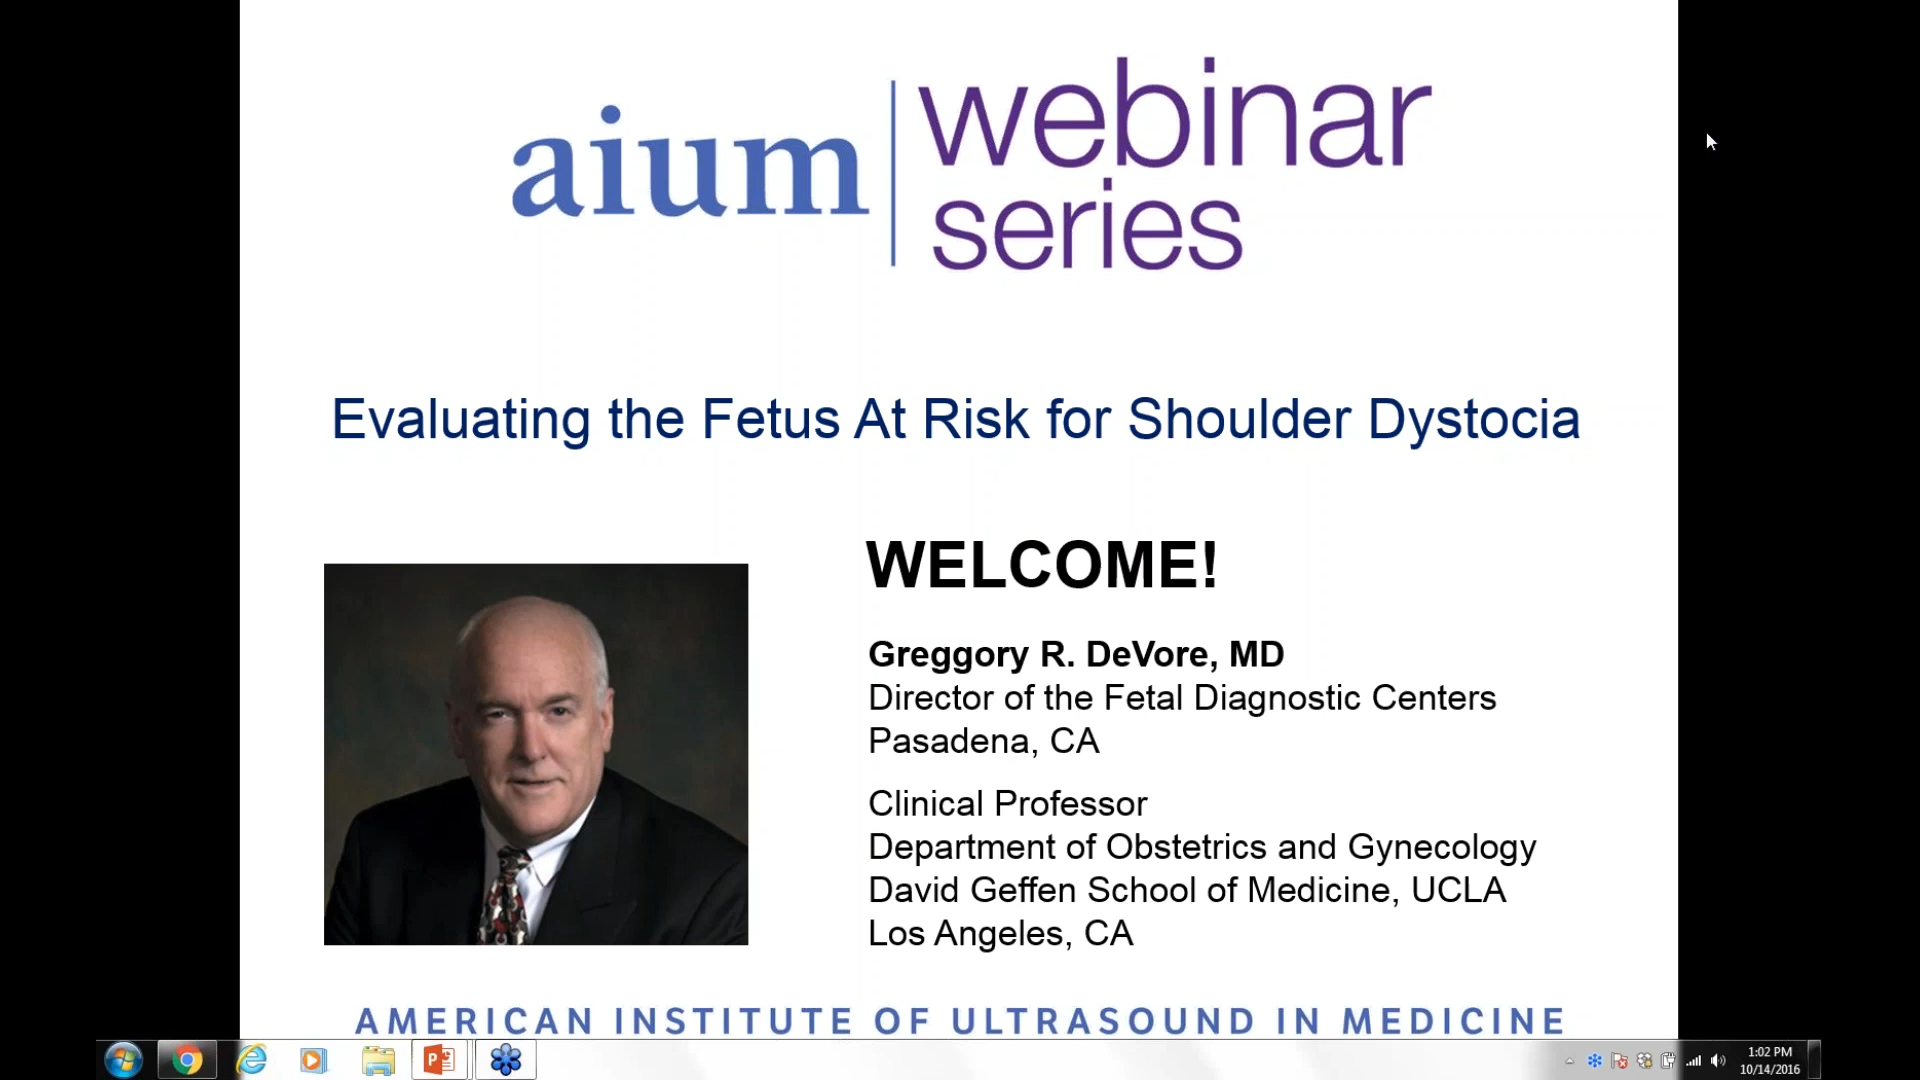 aium webinar
series
Evaluating the Fetus At Risk for Shoulder Dystocia
WELCOME!
Greggory R. DeVore, MD
Director of the Fetal Diagnostic Centers
Pasadena, CA
Clinical Professor
Department of Obstetrics and Gynecology
David Geffen School of Medicine, UCLA
Los Angeles, CA
AMERICAN INSTITUTE OF ULTRASOUND IN MEDICINE
1:02 PM
10/14/2016